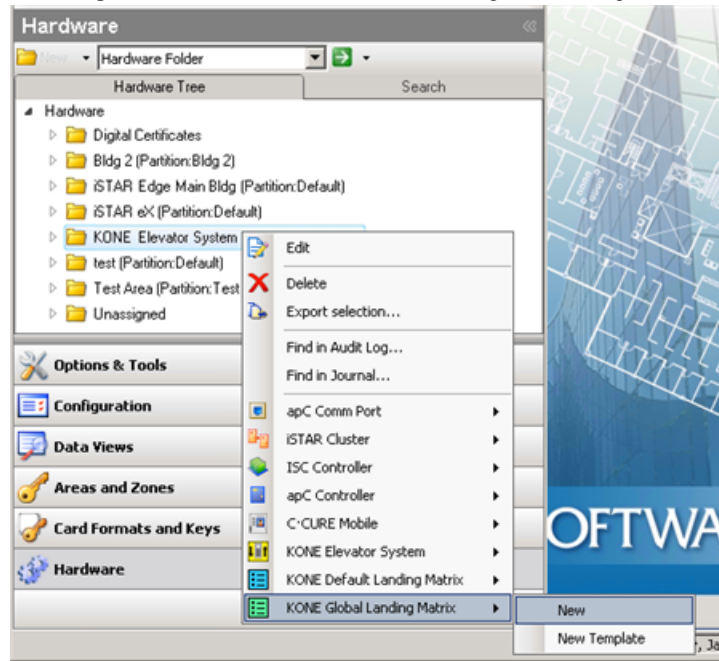 Hardware
New
Hardware Folder
Hardware Tree
Search
Hardware
Digital Certificates
Bldg 2 (Partition:Bldg 2)
iSTAR Edge Main Bldg (Partition:Default)
iSTAR eX (Partition:Default)
KONE Elevator System
test (Partition:Default)
Test Area (Partition:Test
Unassigned
Edit
Delete
Export selection...
Find in Audit Log...
Find in Journal...
apC Comm Port
iSTAR Cluster
ISC Controller
apC Controller
C•CURE Mobile
KONE Elevator System
KONE Default Landing Matrix
KONE Global Landing Matrix
New
New Template
Options & Tools
Configuration
Data Views
Areas and Zones
Card Formats and Keys
Hardware
OFTWA